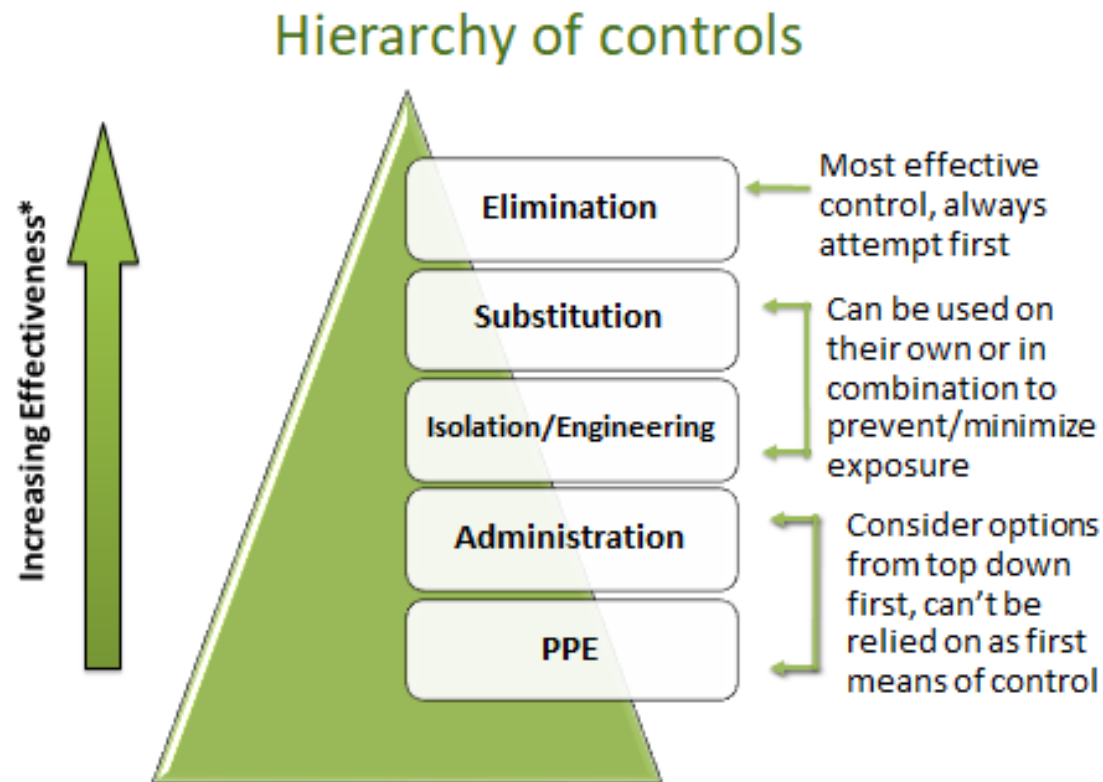 Hierarchy of controls
Increasing Effectiveness*
Elimination
Most effective
control, always
attempt first
Substitution
Isolation/Engineering
Can be used on
their own or in
combination to
prevent/minimize
exposure
Administration
PPE
Consider options
from top down
first, can't be
relied on as first
means of control